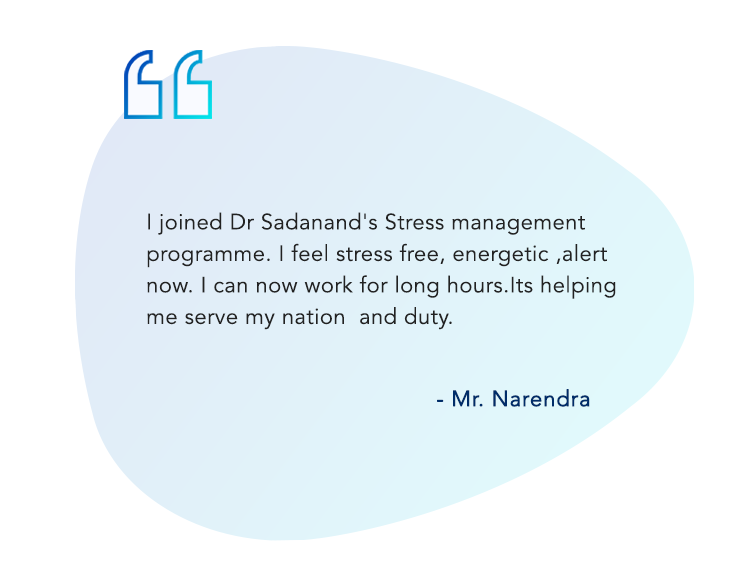 I joined Dr Sadanand's Stress management
programme. I feel stress free, energetic ,alert
now. I can now work for long hours.Its helping
me serve my nation  and duty.
- Mr. Narendra